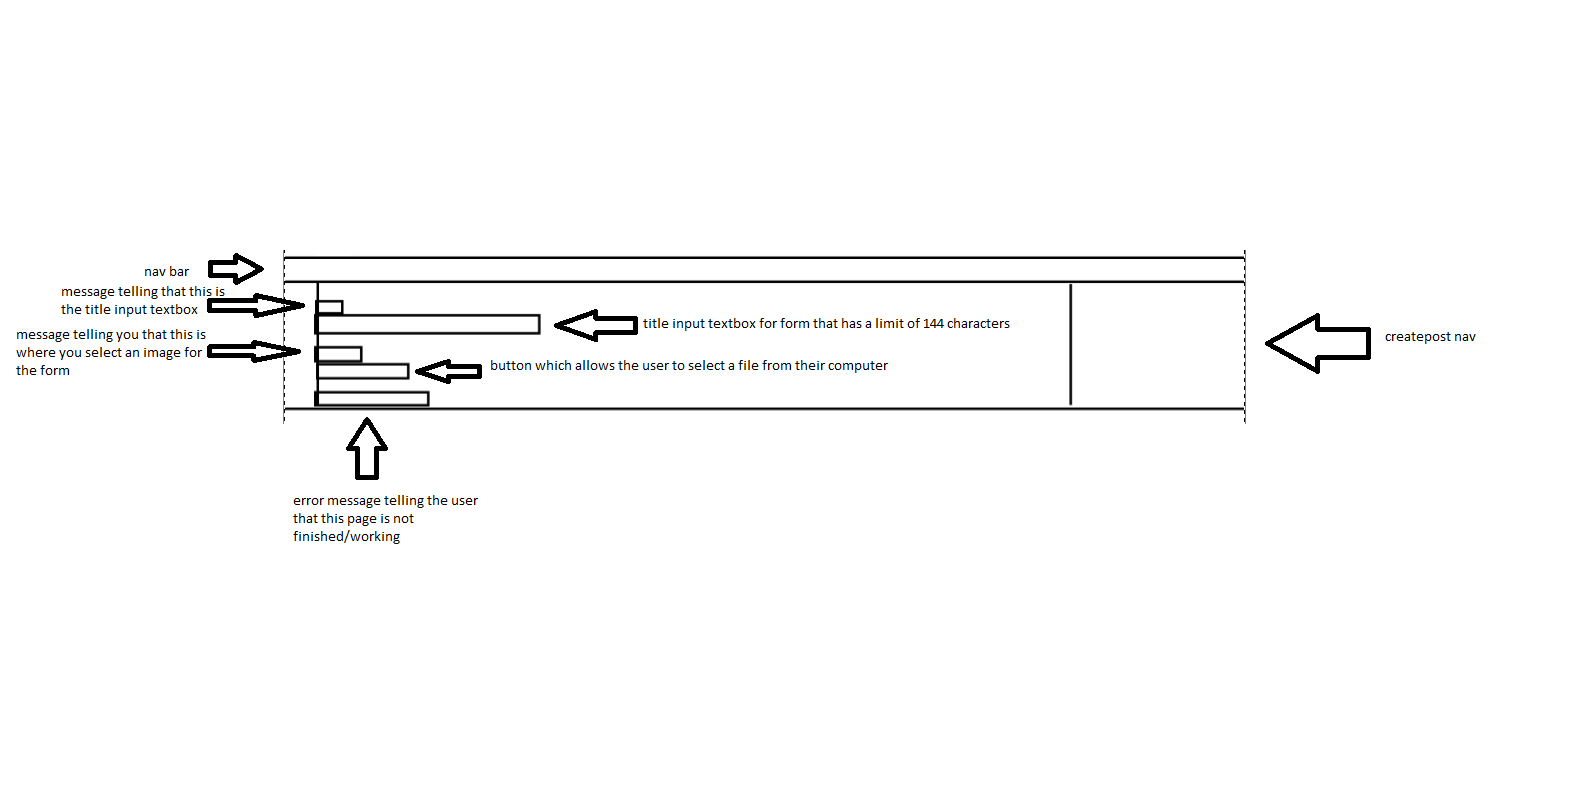 nav bar
message telling that this is
the title input textbox
message telling you that this is
where you select an image for
the form
title input textbox for form that has a limit of 144 characters
button which allows the user to select a file from their computer
createpost nav
error message telling the user
that this page is not
finished/working